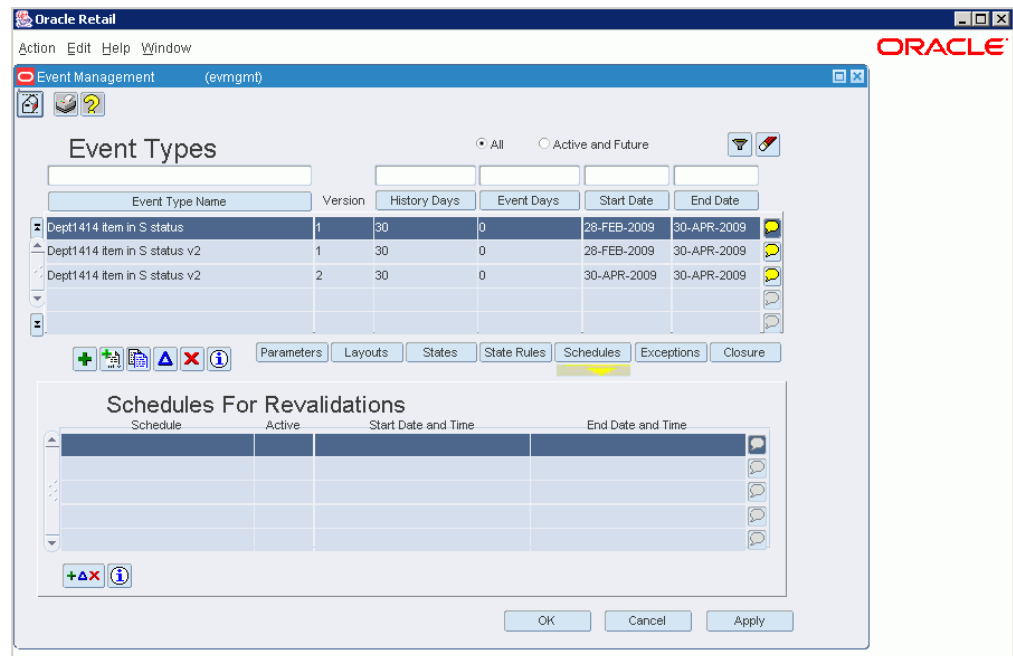 Oracle Retail
Action Edit Help Window
ORACLE
Event Management (evmgmt)
Event Types
All Active and Future
Event Type Name Version History Days Event Days Start Date End Date
Dept1414 item in S status 1 30 0 28-FEB-2009 30-APR-2009
Dept1414 item in S status v2 1 30 0 28-FEB-2009 30-APR-2009
Dept1414 item in S status v2 2 30 0 30-APR-2009 30-APR-2009
Parameters Layouts States State Rules Schedules Exceptions Closure
Schedules For Revalidations
Schedule Active Start Date and Time End Date and Time
OK Cancel Apply